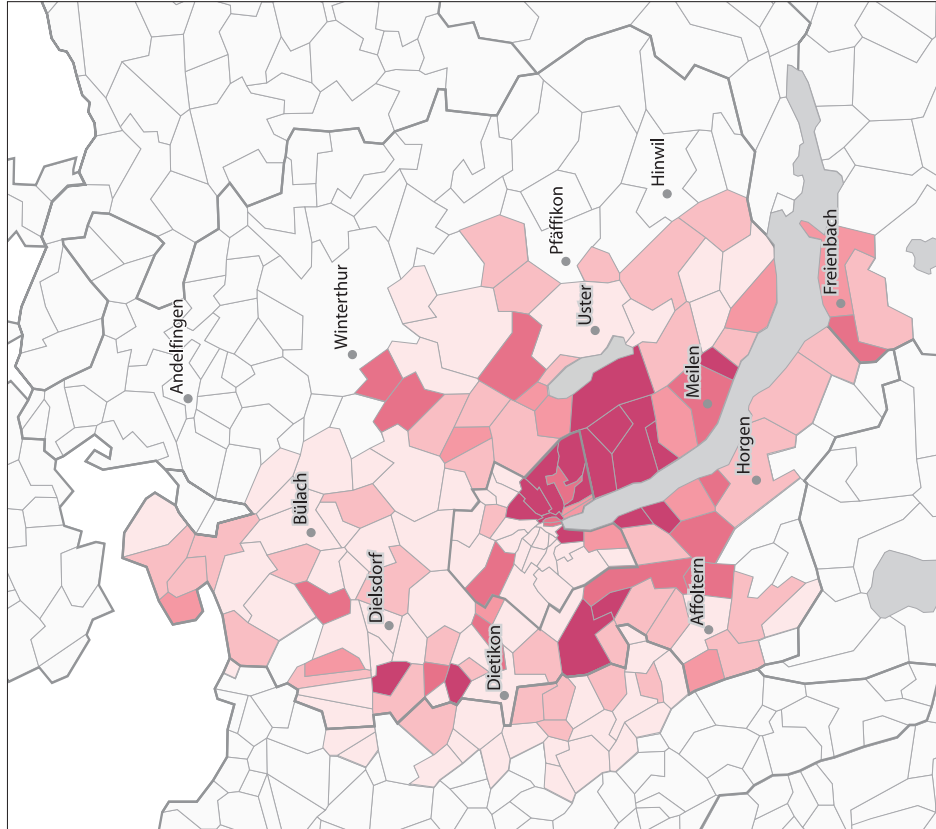 Andelfingen
Winterthur
Pfäffikon
Hinwil
Bülach
Uster
Freienbach
Dielsdorf
Meilen
Horgen
Dietikon
Affoltern